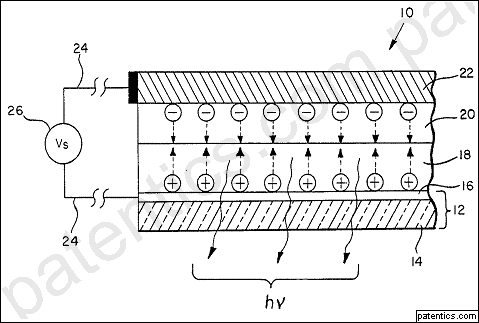 10
24
22
− − − − − − − −
20
26
Vs
18
+ + + + + + + +
16
12
24
14
hν
patentics.com
patentics.com